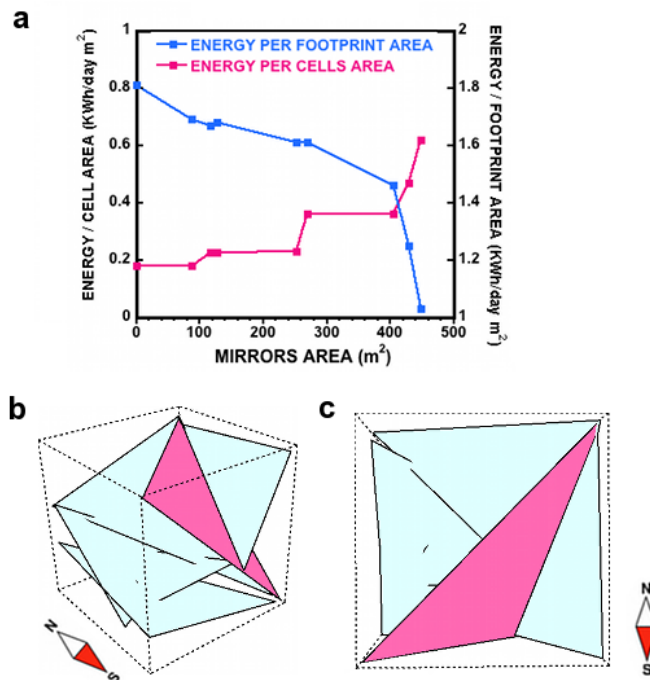 a
ENERGY PER FOOTPRINT AREA
ENERGY PER CELLS AREA
ENERGY / CELL AREA (KWh/day m²)
1
0.8
0.6
0.4
0.2
0
ENERGY / FOOTPRINT AREA (KWh/day m²)
2
1.8
1.6
1.4
1.2
1
0 100 200 300 400 500
MIRRORS AREA (m²)
b
c
N
S
N
S